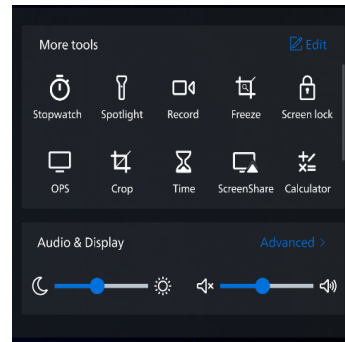 More tools Edit
Stopwatch Spotlight Record Freeze Screen lock
OPS Crop Time ScreenShare Calculator
Audio & Display Advanced >